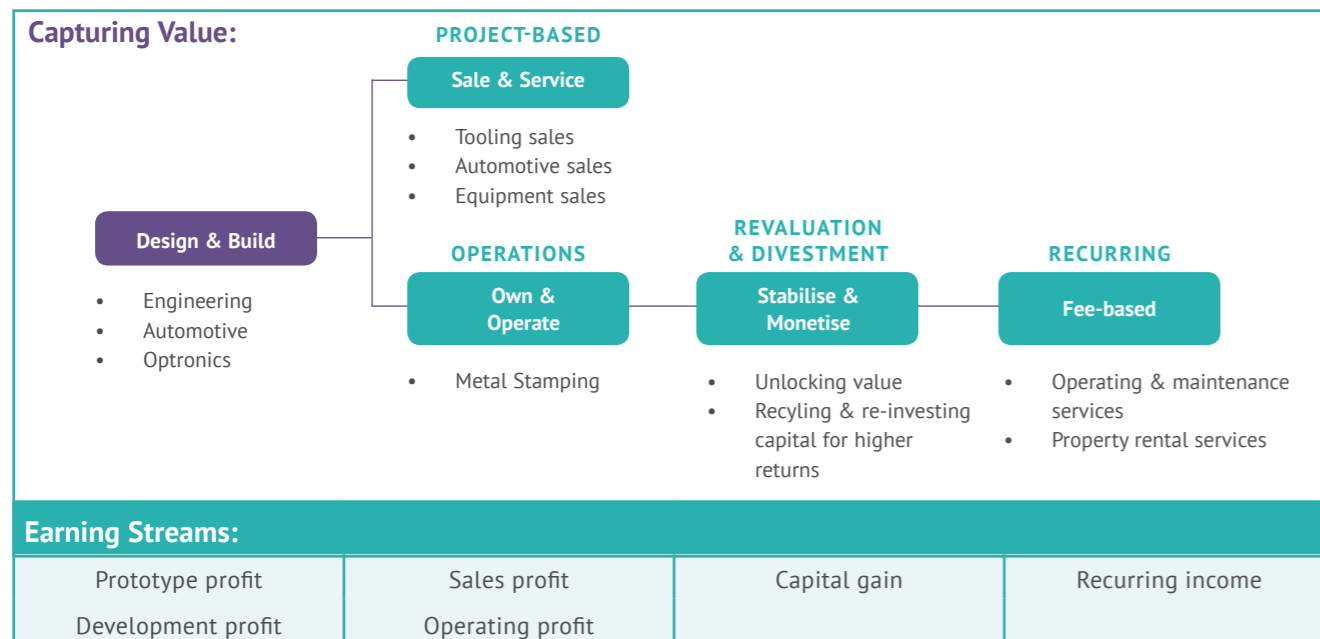 Capturing Value:
PROJECT-BASED
Sale & Service
• Tooling sales
• Automotive sales
• Equipment sales
Design & Build
• Engineering
• Automotive
• Optronics
OPERATIONS
Own &
Operate
• Metal Stamping
REVALUATION
& DIVESTMENT
Stabilise &
Monetise
• Unlocking value
• Recyling & re-investing
capital for higher
returns
RECURRING
Fee-based
• Operating & maintenance
services
• Property rental services
Earning Streams:
Prototype profit
Sales profit
Capital gain
Recurring income
Development profit
Operating profit